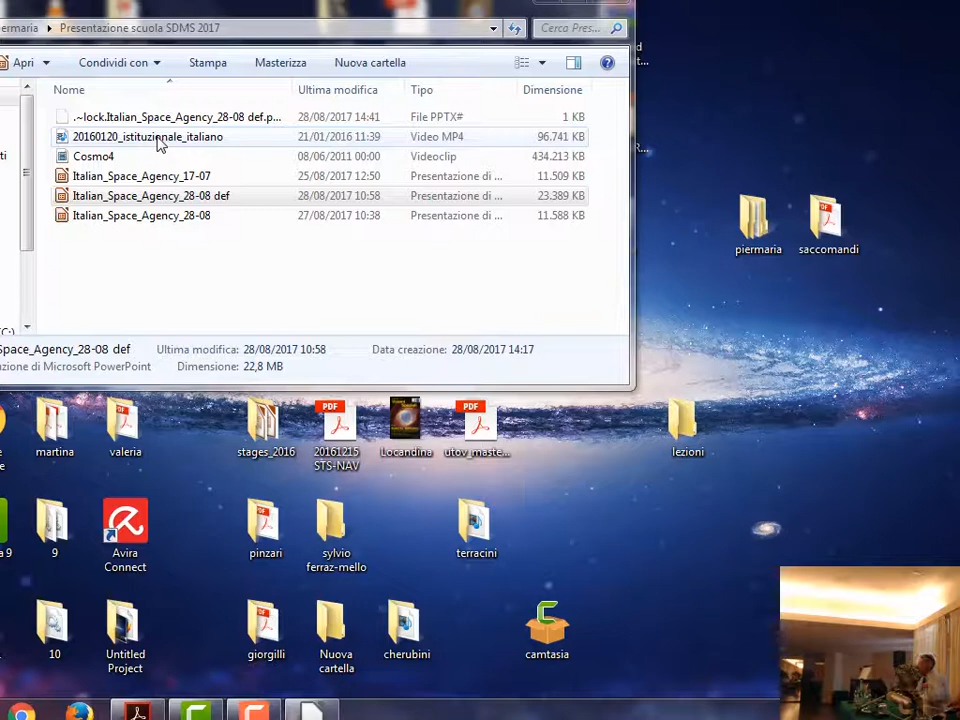 ermaria ▸ Presentazione scuola SDMS 2017
Cerca Pres...
Apri Condividi con Stampa Masterizza Nuova cartella
Nome Ultima modifica Tipo Dimensione
.~lock.Italian_Space_Agency_28-08 def.p... 28/08/2017 14:41 File PPTX# 1 KB
20160120_istituzionale_italiano 21/01/2016 11:39 Video MP4 96.741 KB
Cosmo4 08/06/2011 00:00 Videoclip 434.213 KB
Italian_Space_Agency_17-07 25/08/2017 12:50 Presentazione di ... 11.509 KB
Italian_Space_Agency_28-08 def 28/08/2017 10:58 Presentazione di ... 23.389 KB
Italian_Space_Agency_28-08 27/08/2017 10:38 Presentazione di ... 11.588 KB
Space_Agency_28-08 def Ultima modifica: 28/08/2017 10:58 Data creazione: 28/08/2017 14:17
zione di Microsoft PowerPoint Dimensione: 22,8 MB
piermaria saccomandi
PDF PDF
martina valeria stages_2016 20161215 STS-NAV Locandina utov_maste... lezioni
9 Avira Connect pinzari sylvio ferraz-mello terracini
10 Untitled Project giorgilli Nuova cartella cherubini camtasia